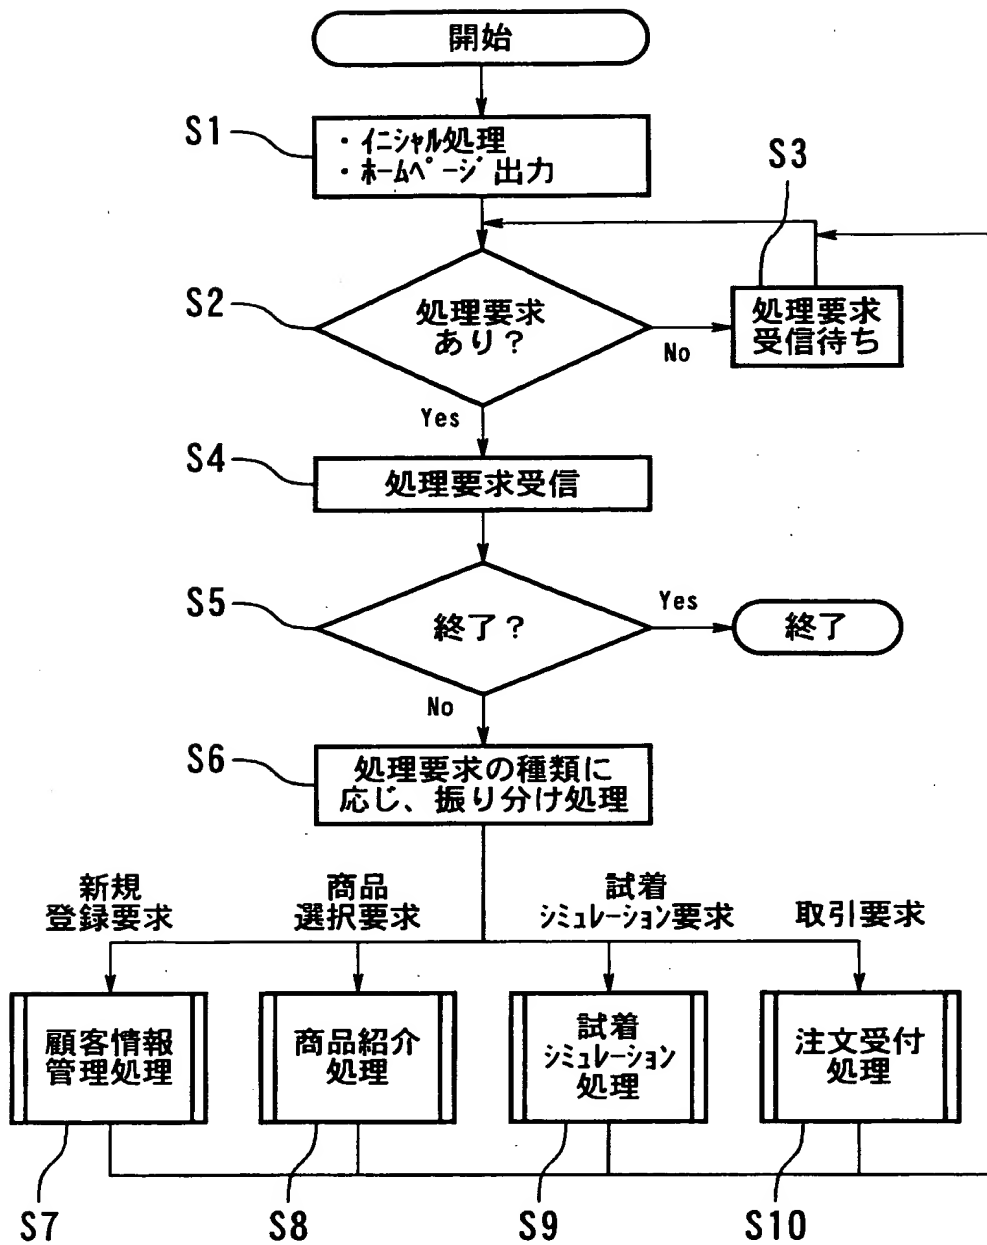 開始
S1
・イニシャル処理
・ホームページ出力
S3
S2
処理要求
あり?
No
処理要求
受信待ち
Yes
S4
処理要求受信
S5
終了?
Yes
終了
No
S6
処理要求の種類に
応じ、振り分け処理
新規
登録要求
商品
選択要求
試着
シミュレーション要求
取引要求
顧客情報
管理処理
商品紹介
処理
試着
シミュレーション
処理
注文受付
処理
S7
S8
S9
S10